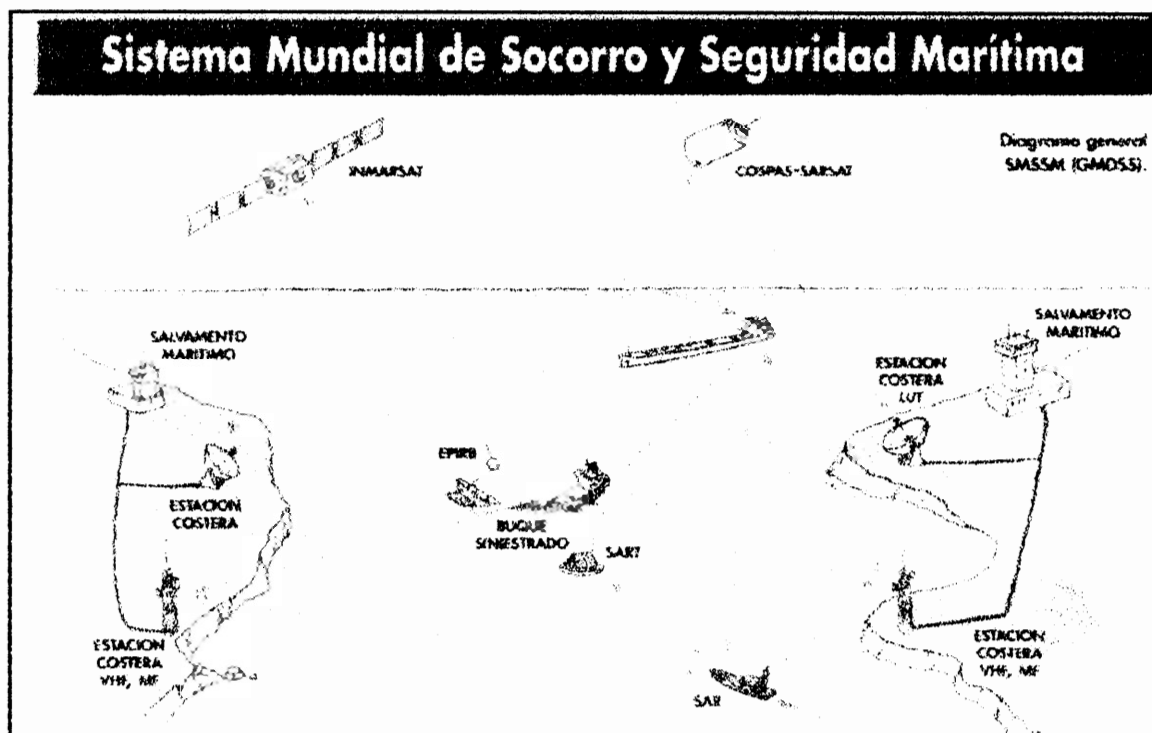 Sistema Mundial de Socorro y Seguridad Marítima
INMARSAT
COSPAS-SARSAT
Diagrama general
SMSSM (GMDSS).
SALVAMENTO
MARITIMO
ESTACION
COSTERA
ESTACION
COSTERA
VHF, MF
EPIRB
BUQUE
SINIESTRADO
SART
SAR
SALVAMENTO
MARITIMO
ESTACION
COSTERA
LUT
ESTACION
COSTERA
VHF, MF